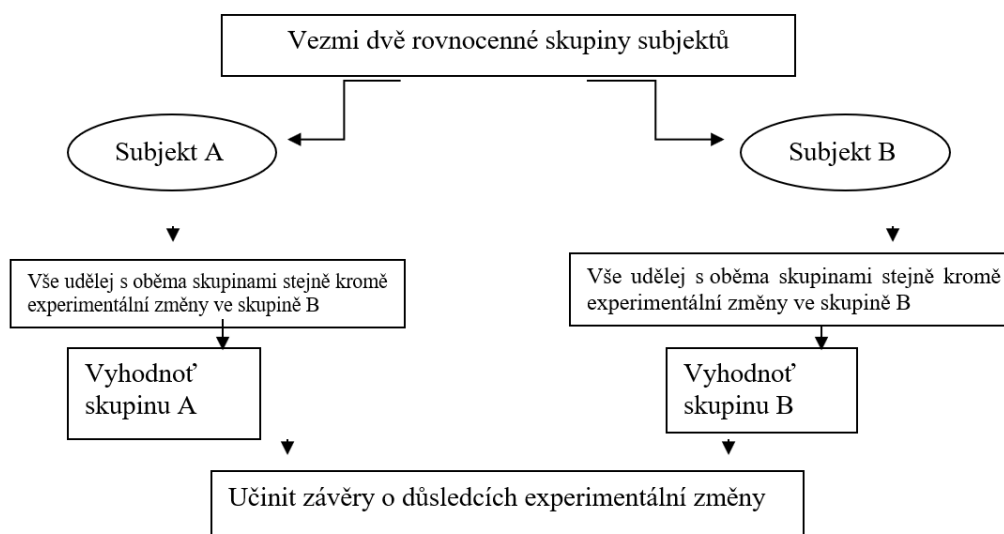 Vezmi dvě rovnocenné skupiny subjektů
Subjekt A
Subjekt B
Vše udělej s oběma skupinami stejně kromě
experimentální změny ve skupině B
Vše udělej s oběma skupinami stejně kromě
experimentální změny ve skupině B
Vyhodnoť
skupinu A
Vyhodnoť
skupinu B
Učinit závěry o důsledcích experimentální změny